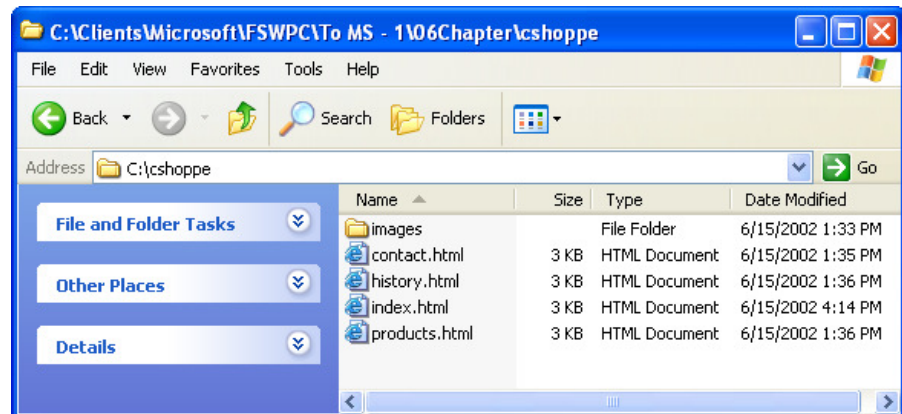 C:\Clients\Microsoft\FSWPC\To MS - 1\06Chapter\cshoppe
File Edit View Favorites Tools Help
Back Search Folders
Address C:\cshoppe Go
Name Size Type Date Modified
File and Folder Tasks
Other Places
Details
images File Folder 6/15/2002 1:33 PM
contact.html 3 KB HTML Document 6/15/2002 1:35 PM
history.html 3 KB HTML Document 6/15/2002 1:36 PM
index.html 3 KB HTML Document 6/15/2002 4:14 PM
products.html 3 KB HTML Document 6/15/2002 1:36 PM